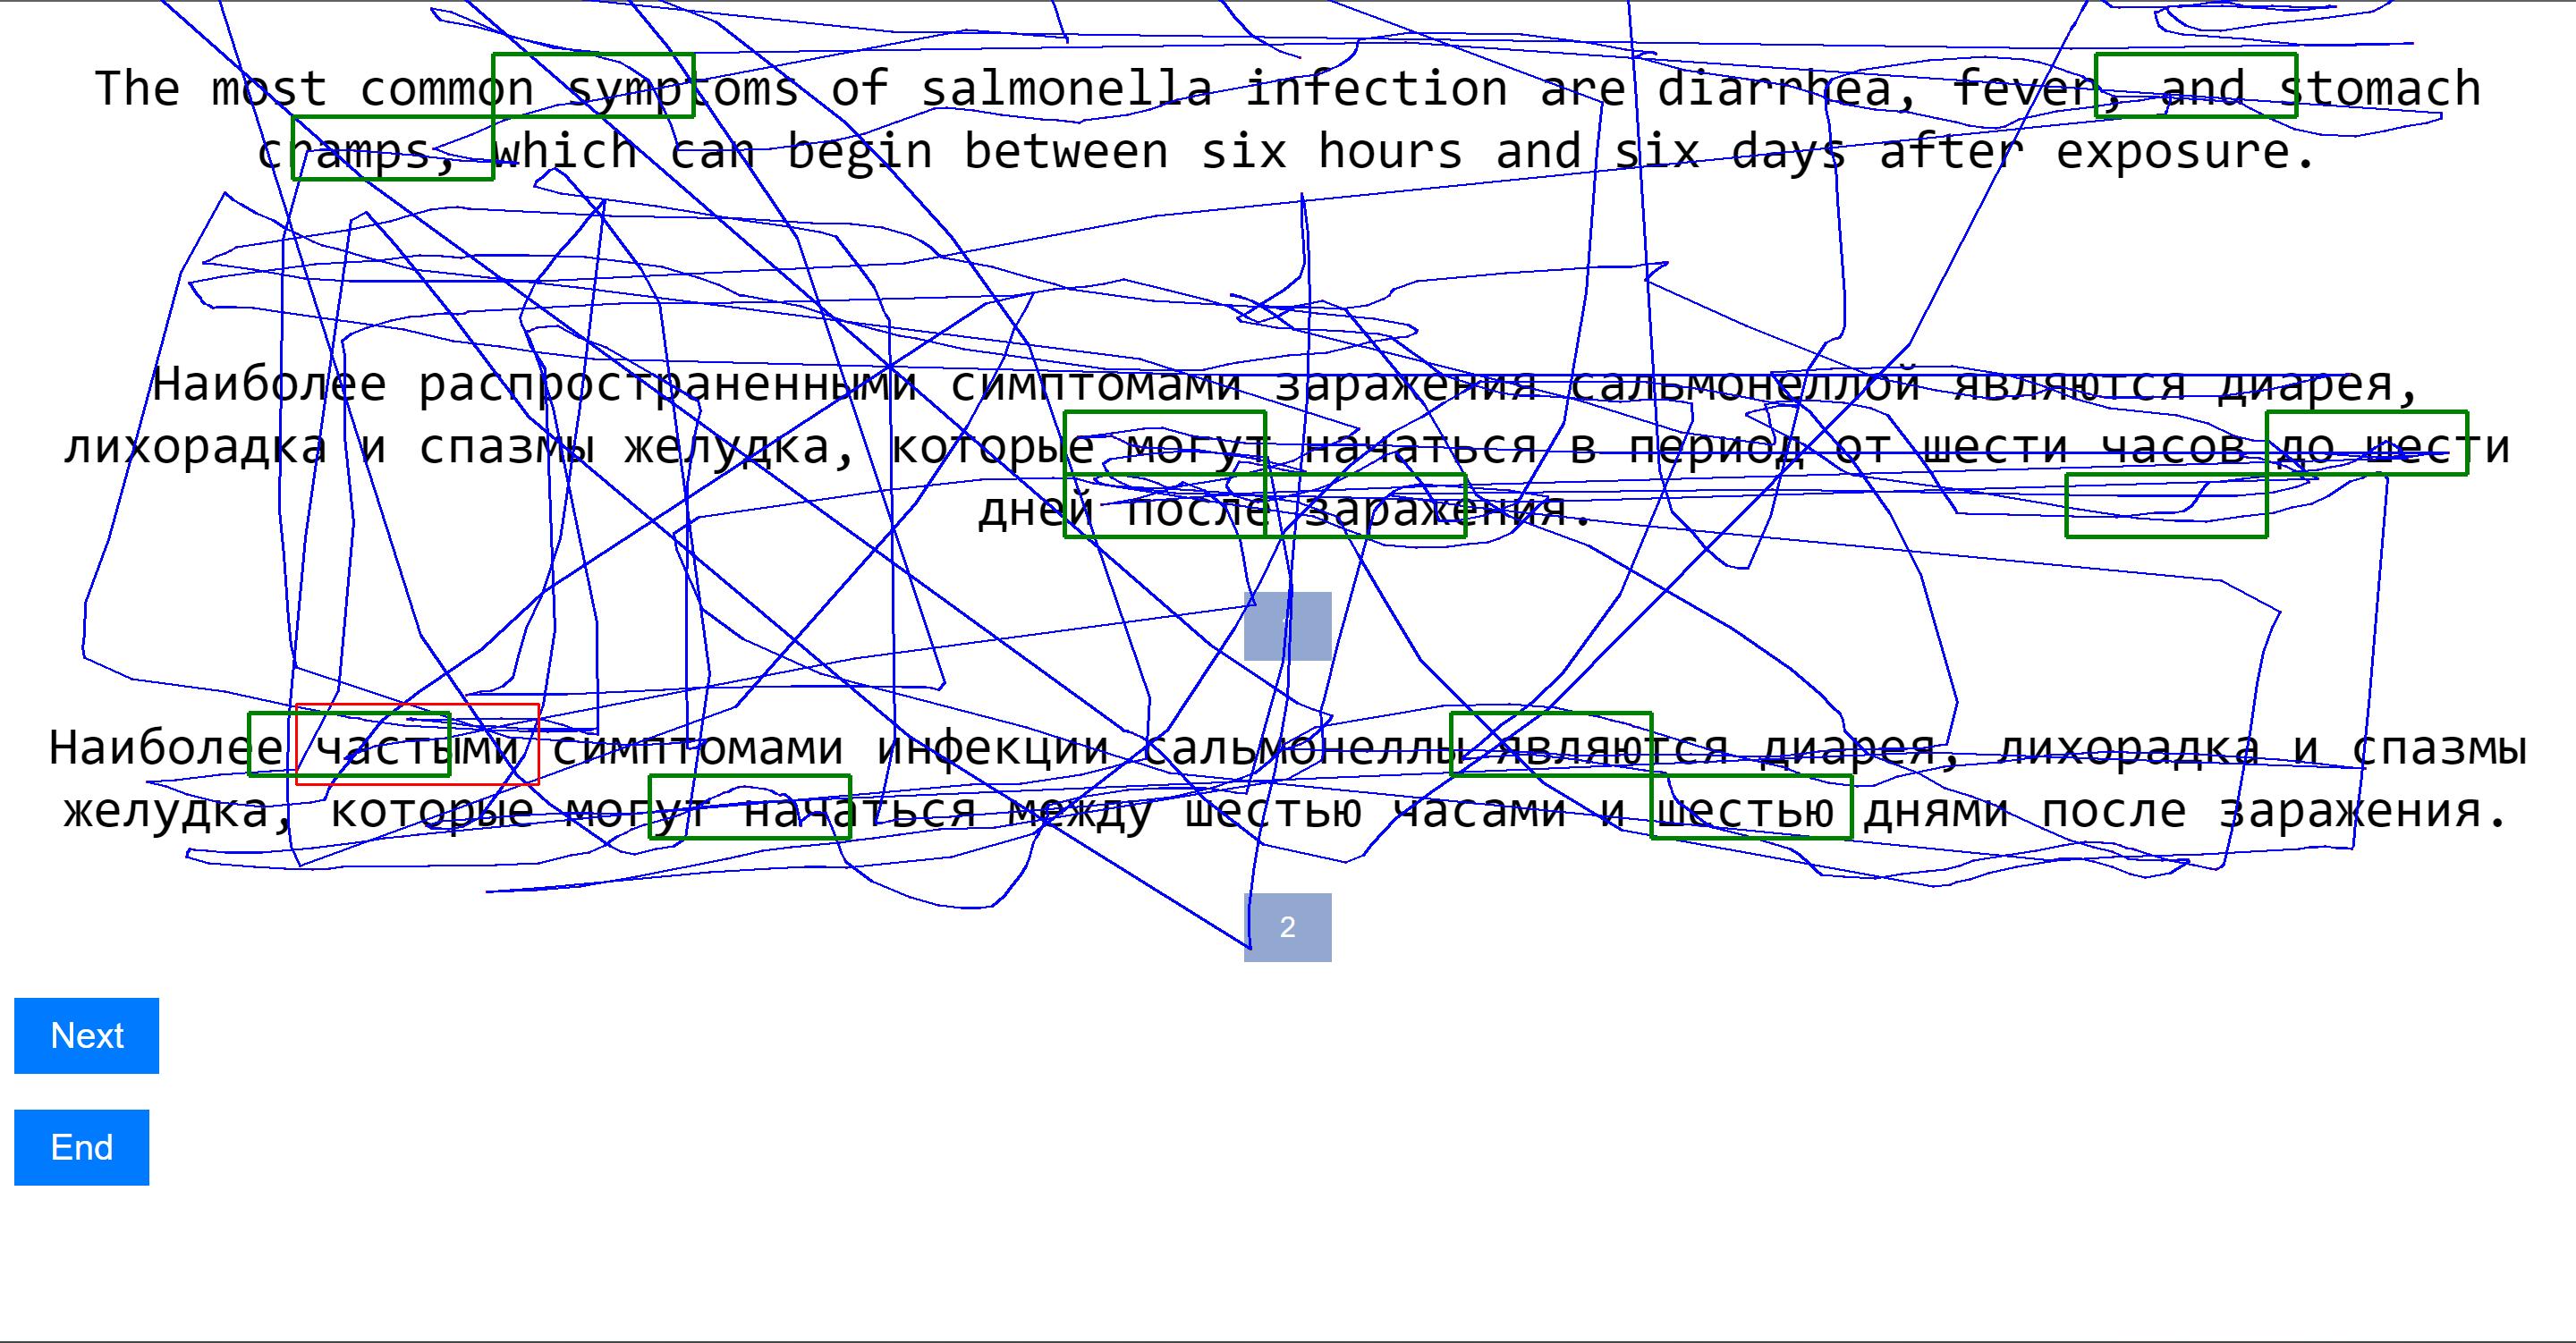 The most common symptoms of salmonella infection are diarrhea, fever, and stomach
cramps, which can begin between six hours and six days after exposure.
Наиболее распространенными симптомами заражения сальмонеллой являются диарея,
лихорадка и спазмы желудка, которые могут начаться в период от шести часов до шести
дней после заражения.
Наиболее частыми симптомами инфекции сальмонеллы являются диарея, лихорадка и спазмы
желудка, которые могут начаться между шестью часами и шестью днями после заражения.
2
Next
End